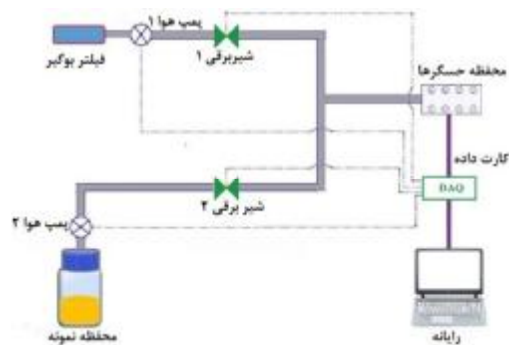 پمپ هوا ۱
شیربرقی ۱
فیلتر بوگیر
محفظه حسگرها
کارت داده
DAQ
شیر برقی ۲
پمپ هوا ۲
محفظه نمونه
رایانه